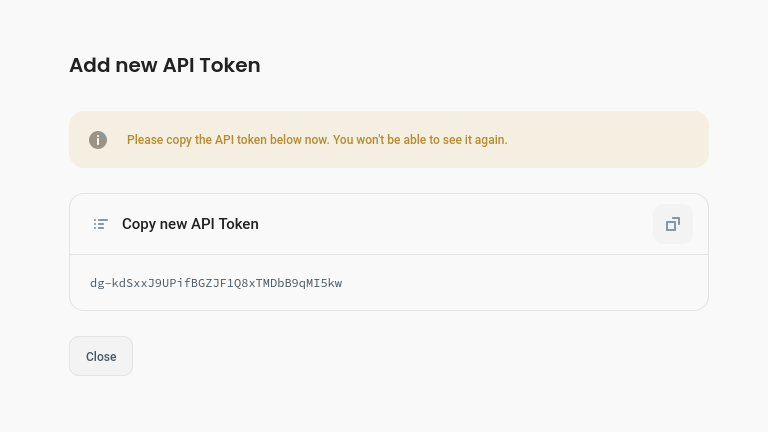 Add new API Token
Please copy the API token below now. You won't be able to see it again.
Copy new API Token
dg-kdSxxJ9UPifBGZJF1Q8xTMDbB9qMI5kw
Close